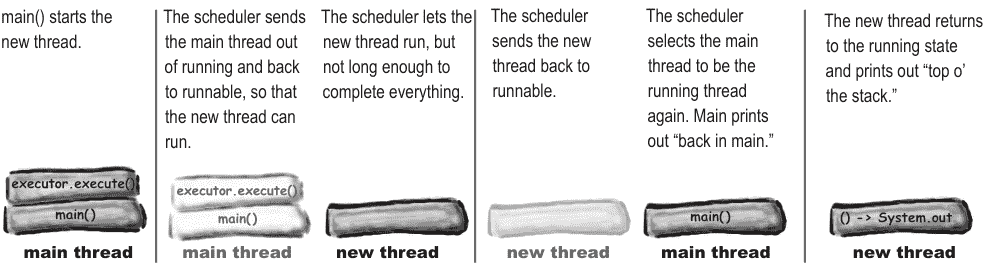 main() starts the
new thread.
The scheduler sends
the main thread out
of running and back
to runnable, so that
the new thread can
run.
The scheduler lets the
new thread run, but
not long enough to
complete everything.
The scheduler
sends the new
thread back to
runnable.
The scheduler
selects the main
thread to be the
running thread
again. Main prints
out “back in main.”
The new thread returns
to the running state
and prints out “top o’
the stack.”
executor.execute()
main()
main thread
executor.execute()
main()
main thread
new thread
new thread
main()
main thread
() -> System.out
new thread